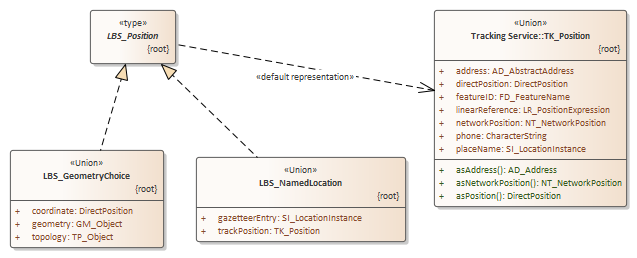 «type»
LBS_Position
{root}
«default representation»
«Union»
Tracking Service::TK_Position
{root}
+ address: AD_AbstractAddress
+ directPosition: DirectPosition
+ featureID: FD_FeatureName
+ linearReference: LR_PositionExpression
+ networkPosition: NT_NetworkPosition
+ phone: CharacterString
+ placeName: SI_LocationInstance
+ asAddress(): AD_Address
+ asNetworkPosition(): NT_NetworkPosition
+ asPosition(): DirectPosition
«Union»
LBS_GeometryChoice
{root}
+ coordinate: DirectPosition
+ geometry: GM_Object
+ topology: TP_Object
«Union»
LBS_NamedLocation
{root}
+ gazetteerEntry: SI_LocationInstance
+ trackPosition: TK_Position